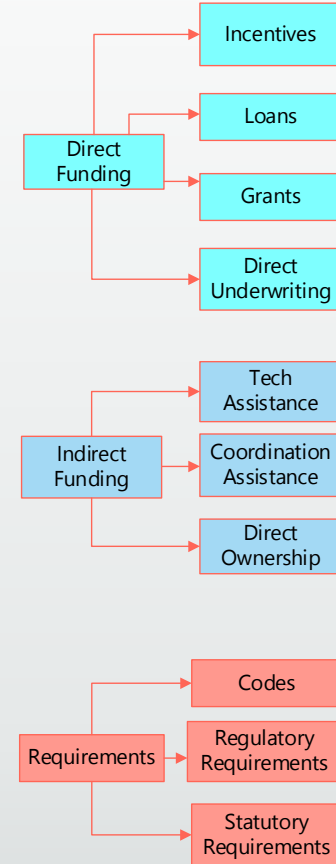 Direct
Funding
Incentives
Loans
Grants
Direct
Underwriting
Indirect
Funding
Tech
Assistance
Coordination
Assistance
Direct
Ownership
Requirements
Codes
Regulatory
Requirements
Statutory
Requirements